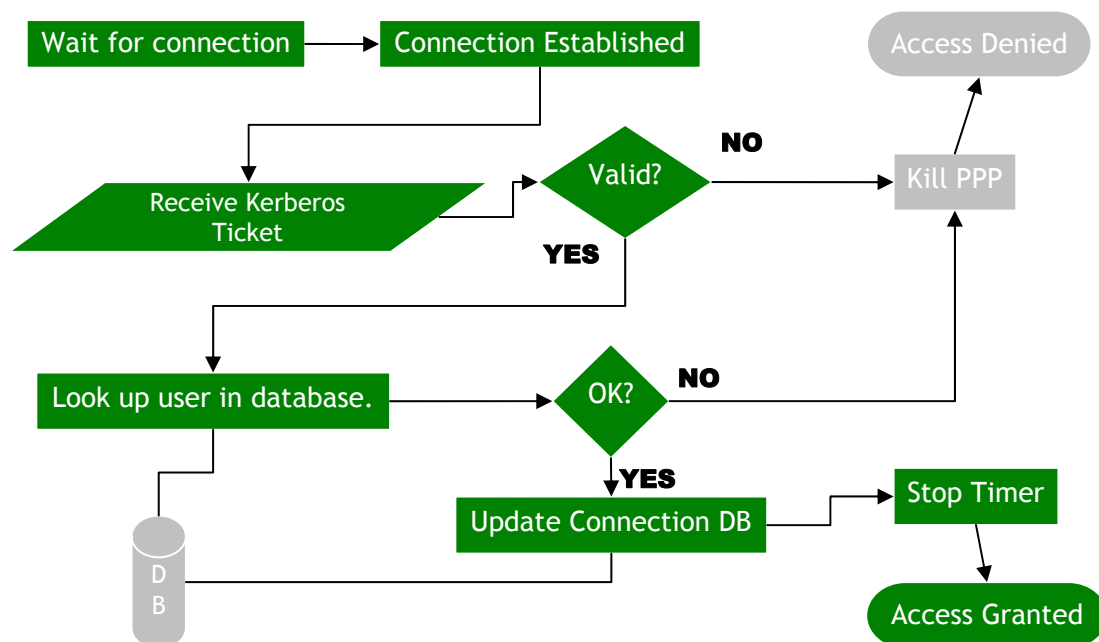 Wait for connection
Connection Established
Access Denied
NO
Valid?
Kill PPP
Receive Kerberos
Ticket
YES
Look up user in database.
OK?
NO
YES
Stop Timer
Update Connection DB
D
B
Access Granted